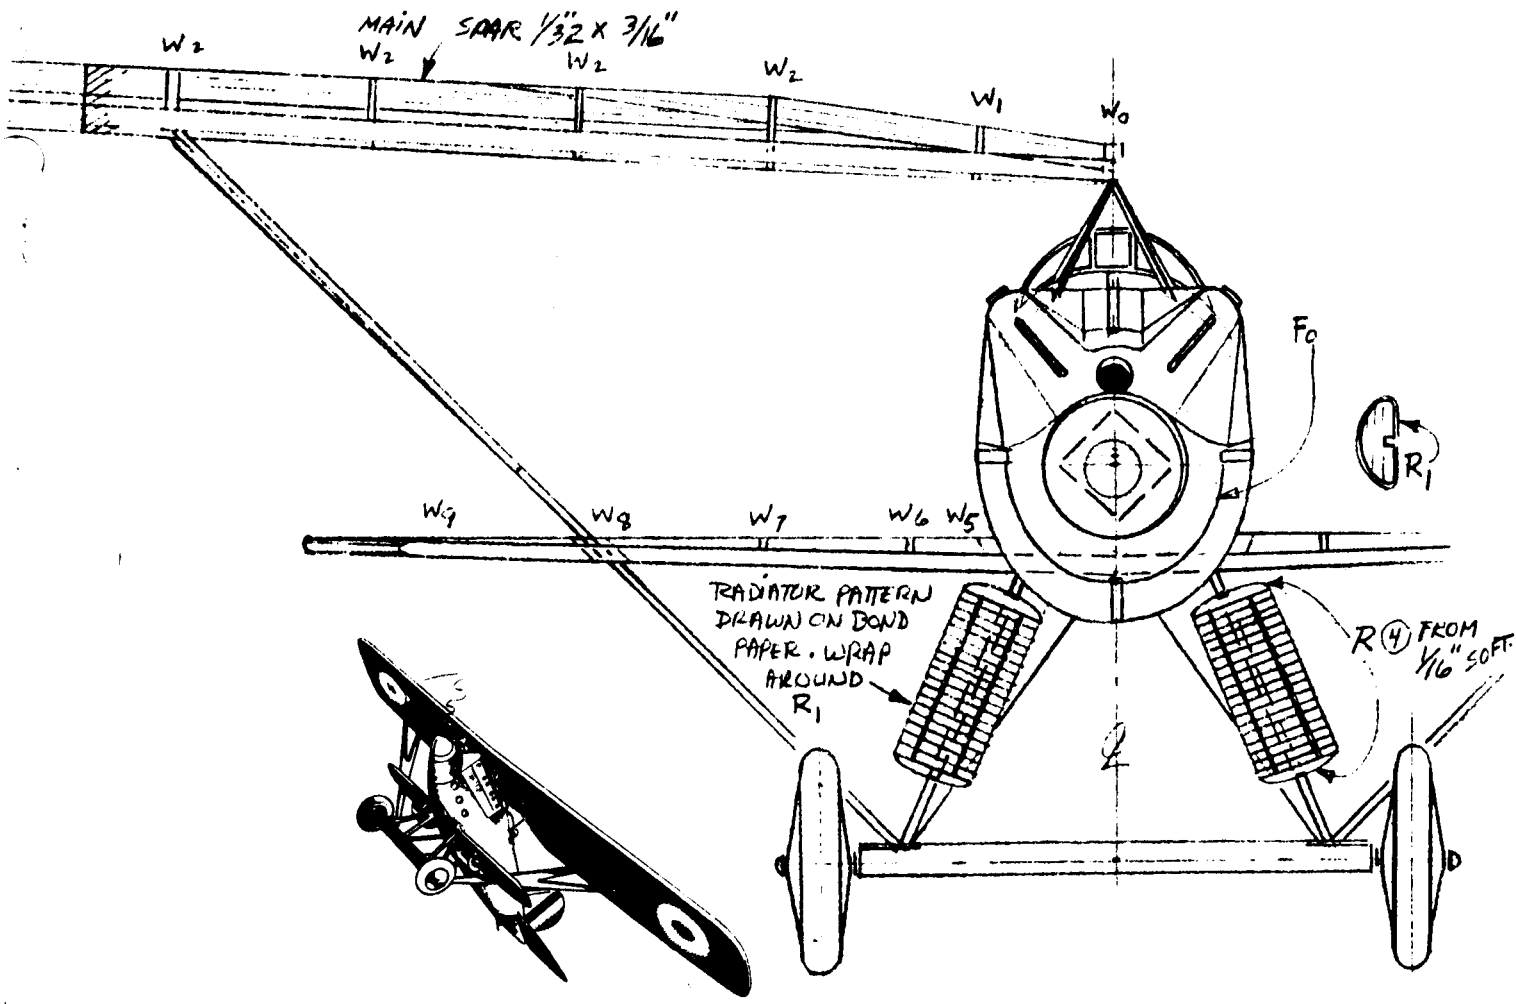 MAIN SPAR 1/32" x 3/16"
W2
W2
W2
W2
W1
W0
F0
R1
W9
W8
W7
W6
W5
RADIATOR PATTERN
DRAWN ON BOND
PAPER. WRAP
AROUND
R1
R (4) FROM
1/16" SOFT.